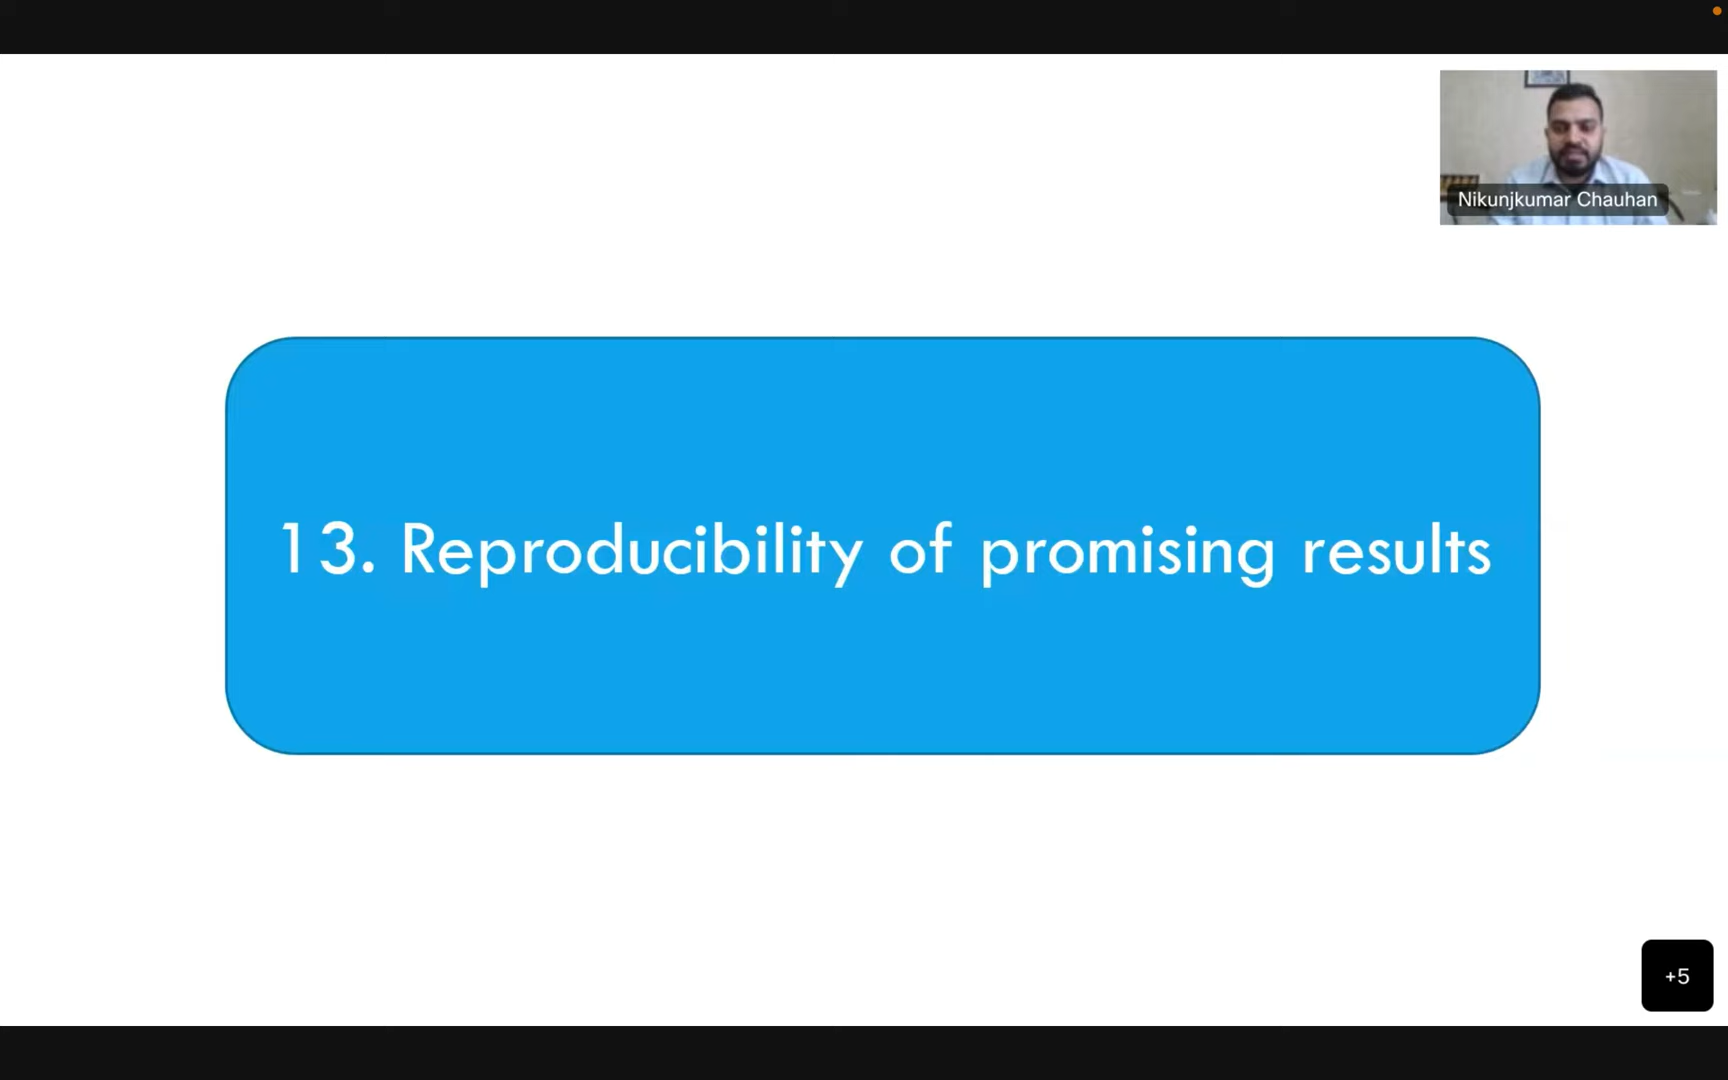 Nikunjkumar Chauhan
13. Reproducibility of promising results
+5